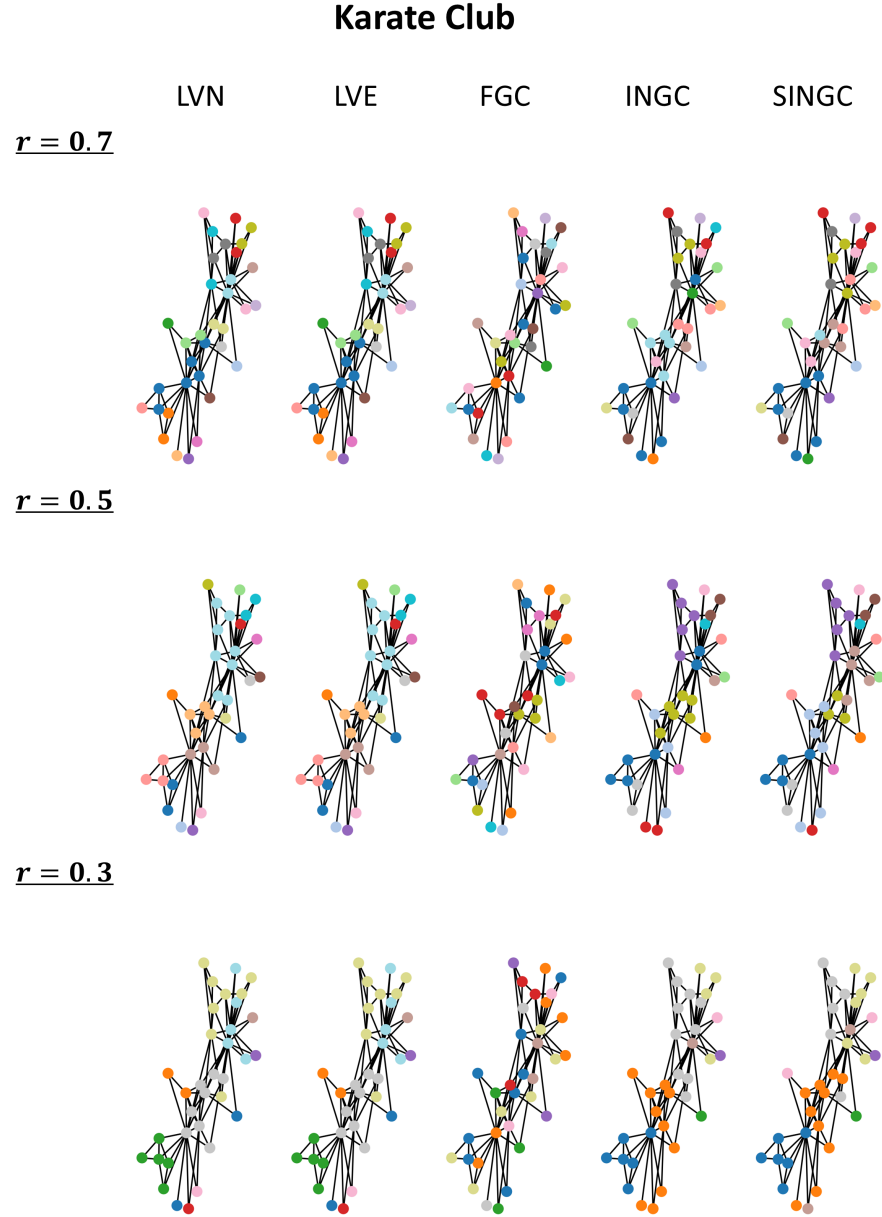 Karate Club
LVN LVE FGC INGC SINGC
r = 0.7
r = 0.5
r = 0.3